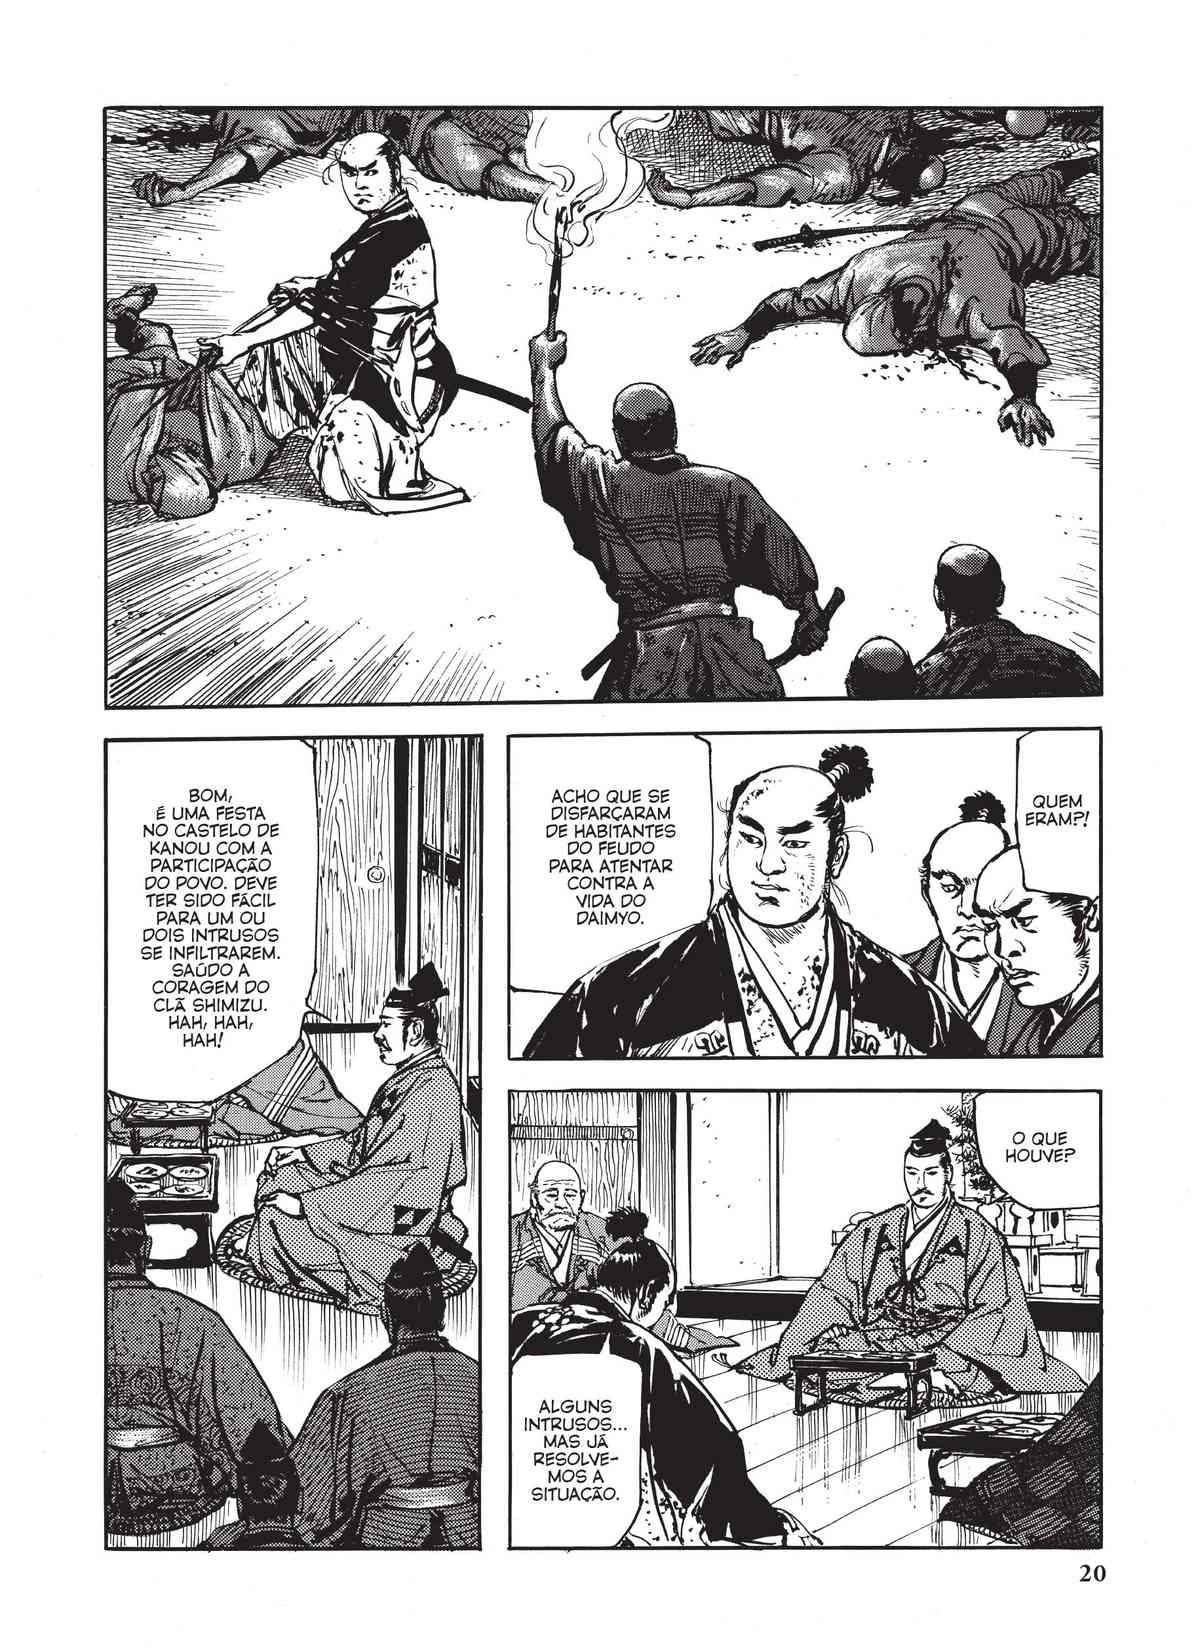 QUEM
ERAM?!
ACHO QUE SE
DISFARÇARAM
DE HABITANTES
DO FEUDO
PARA ATENTAR
CONTRA A
VIDA DO
DAIMYO.
O QUE
HOUVE?
ALGUNS
INTRUSOS...
MAS JÁ
RESOLVE-
MOS A
SITUAÇÃO.
BOM,
É UMA FESTA
NO CASTELO DE
KANOU COM A
PARTICIPAÇÃO
DO POVO. DEVE
TER SIDO FÁCIL
PARA UM OU
DOIS INTRUSOS
SE INFILTRAREM.
SAÚDO A
CORAGEM DO
CLÃ SHIMIZU.
HAH, HAH,
HAH!
20